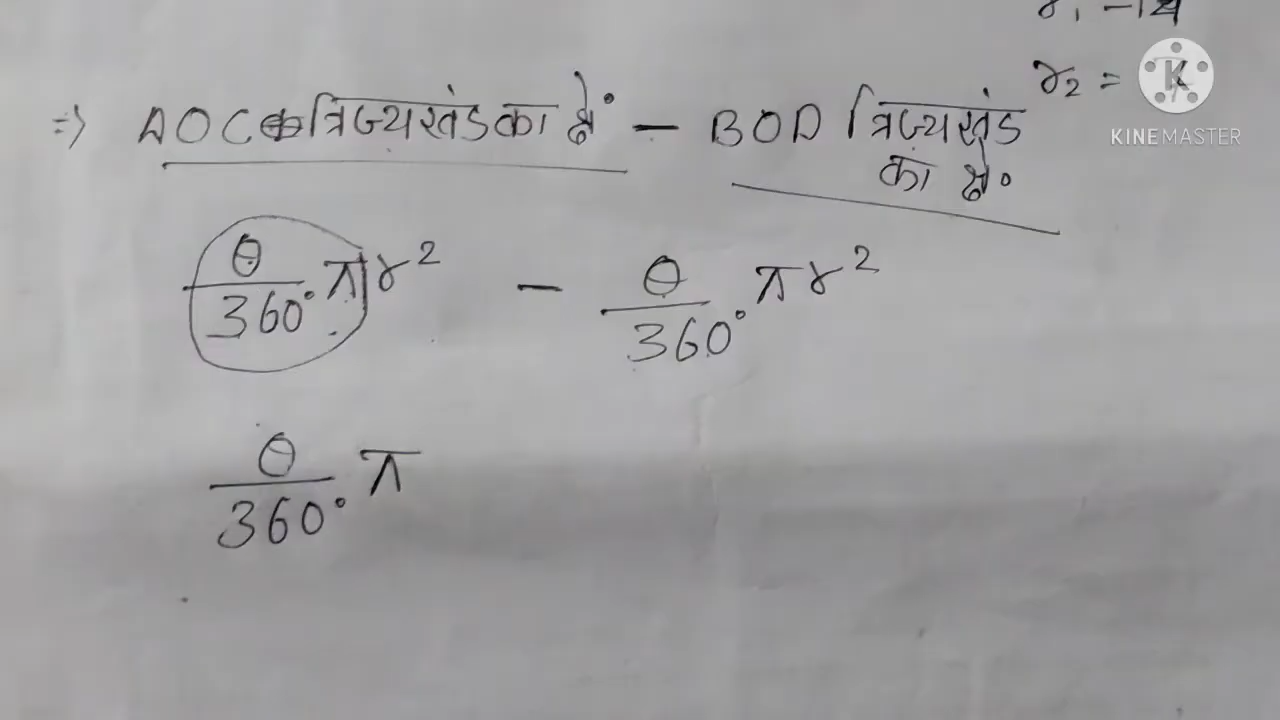 r₂ =
KINEMASTER
⇒ AOC त्रिज्यखंड का क्षे° — BOD त्रिज्यखंड
का क्षे॰
θ/360° πr² — θ/360° πr²
θ/360° π